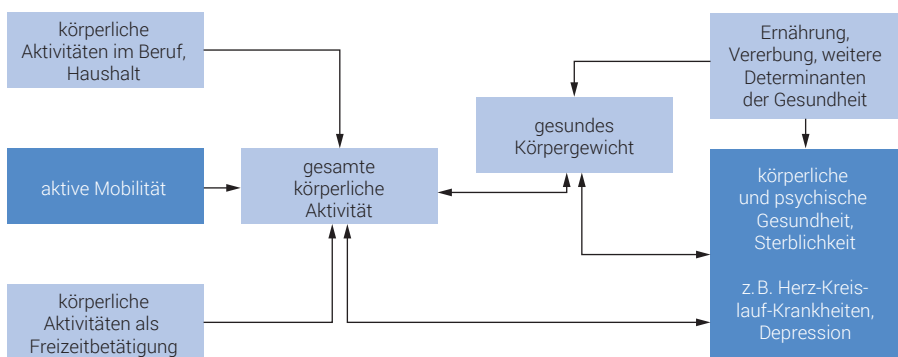 körperliche
Aktivitäten im Beruf,
Haushalt
Ernährung,
Vererbung, weitere
Determinanten
der Gesundheit
gesundes
Körpergewicht
aktive Mobilität
gesamte
körperliche
Aktivität
körperliche
und psychische
Gesundheit,
Sterblichkeit
z. B. Herz-Kreis-
lauf-Krankheiten,
Depression
körperliche
Aktivitäten als
Freizeitbetätigung